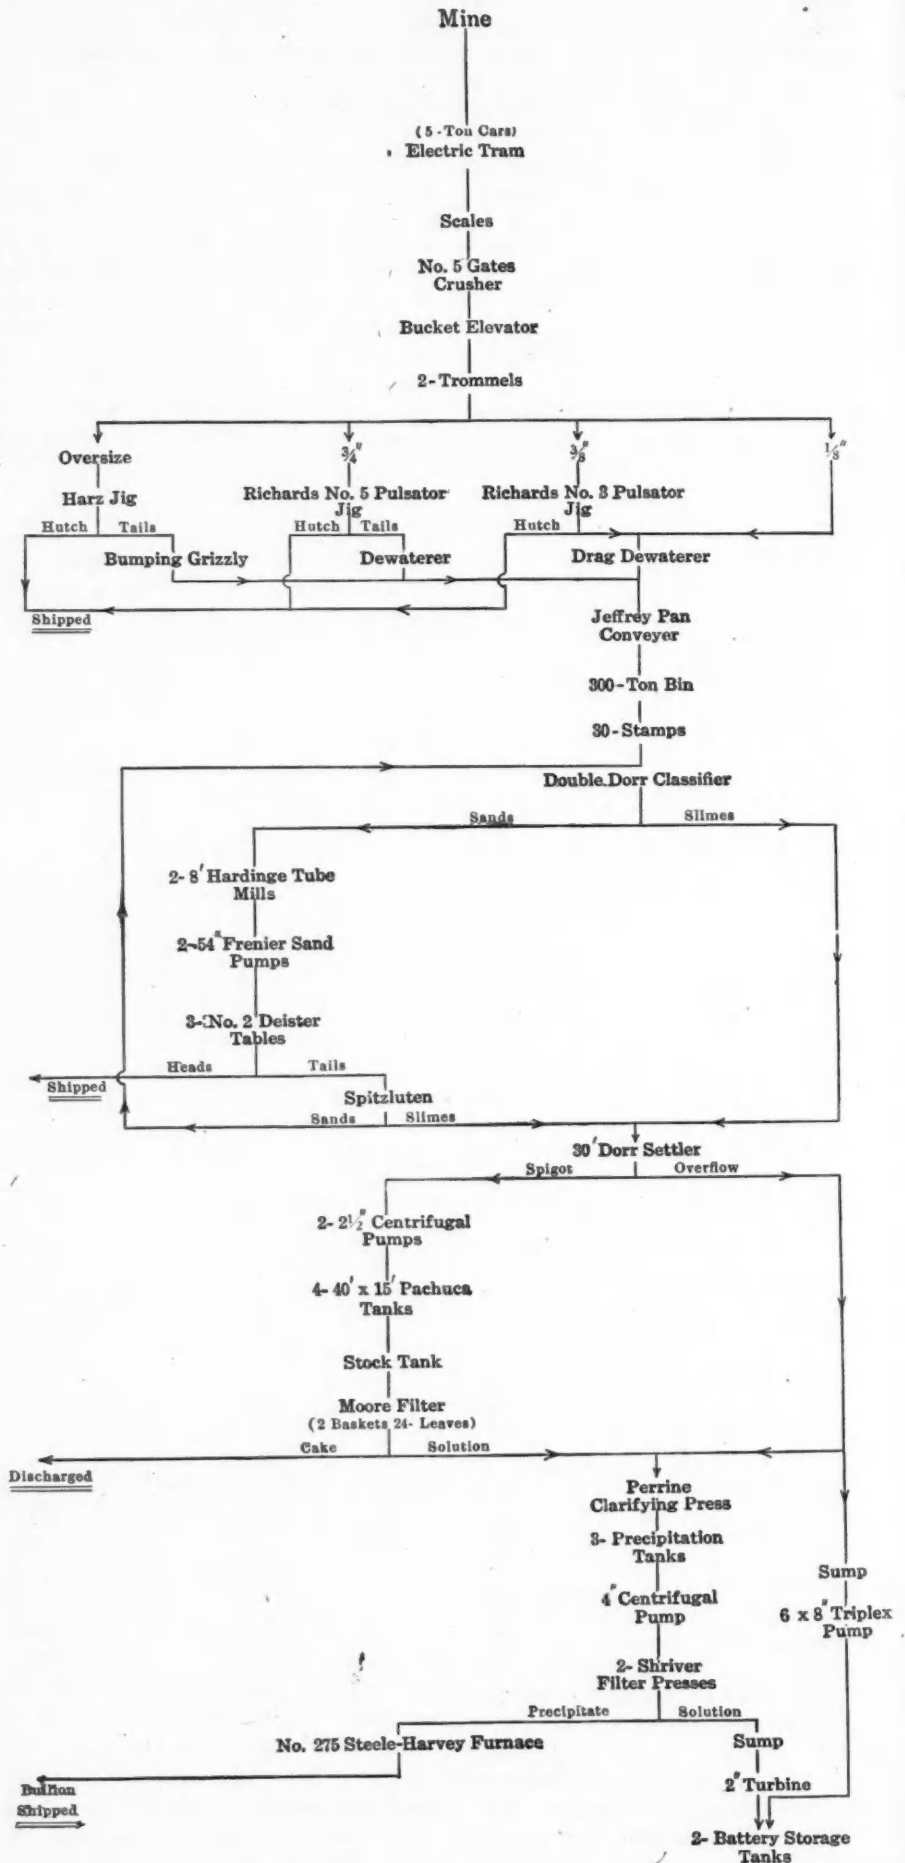 Mine
(5-Ton Cars)
Electric Tram
Scales
No. 5 Gates
Crusher
Bucket Elevator
2-Trommels
Oversize
3/4"
3/8"
1/8"
Harz Jig
Richards No. 5 Pulsator
Jig
Richards No. 3 Pulsator
Jig
Hutch Tails
Hutch Tails
Hutch
Bumping Grizzly
Dewaterer
Drag Dewaterer
Shipped
Jeffrey Pan
Conveyer
300-Ton Bin
30-Stamps
Double Dorr Classifier
Sands Slimes
2-8' Hardinge Tube
Mills
2-54" Frenier Sand
Pumps
3-No. 2 Deister
Tables
Heads Tails
Shipped
Spitzluten
Sands Slimes
30' Dorr Settler
Spigot Overflow
2-2 1/2" Centrifugal
Pumps
4-40' x 15' Pachuca
Tanks
Stock Tank
Moore Filter
(2 Baskets 24-Leaves)
Cake Solution
Discharged
Perrine
Clarifying Press
3-Precipitation
Tanks
Sump
4" Centrifugal
Pump
6 x 8" Triplex
Pump
2-Shriver
Filter Presses
Precipitate Solution
No. 275 Steele-Harvey Furnace
Sump
Bullion
Shipped
2" Turbine
2-Battery Storage
Tanks